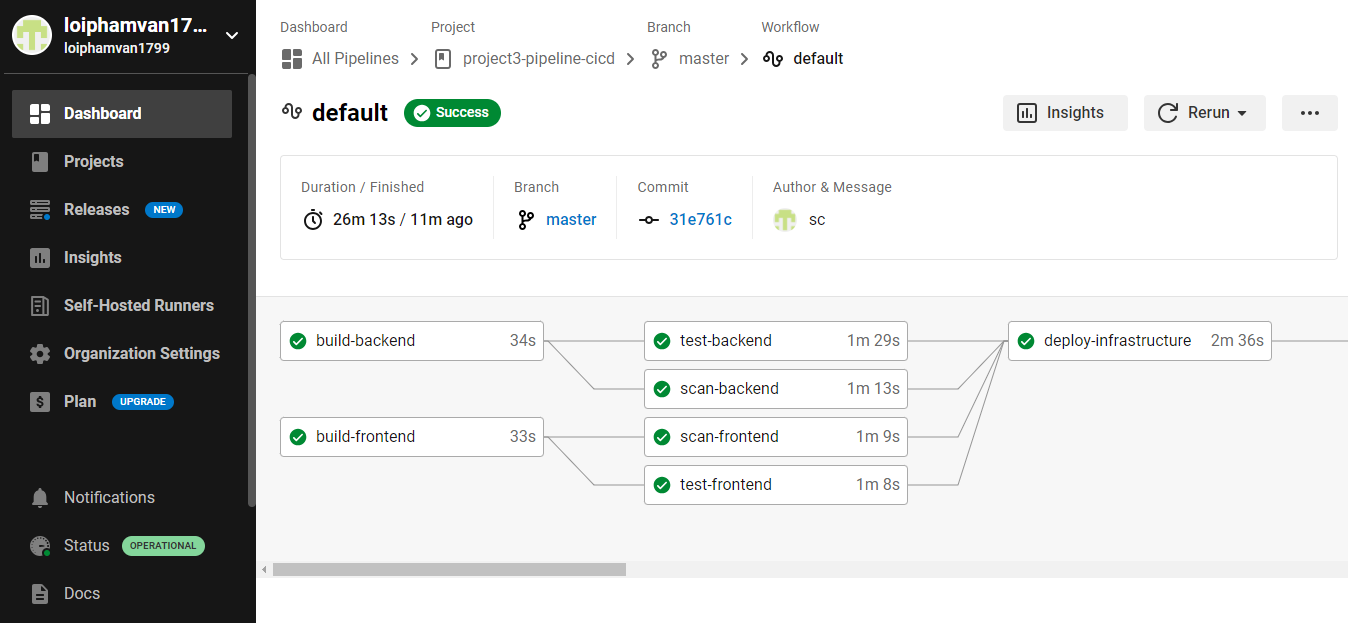 loiphamvan17...
loiphamvan1799
Dashboard
Projects
Releases NEW
Insights
Self-Hosted Runners
Organization Settings
Plan UPGRADE
Notifications
Status OPERATIONAL
Docs
Dashboard Project Branch Workflow
All Pipelines project3-pipeline-cicd master default
default Success Insights Rerun
Duration / Finished Branch Commit Author & Message
26m 13s / 11m ago master 31e761c sc
build-backend 34s test-backend 1m 29s deploy-infrastructure 2m 36s
scan-backend 1m 13s
build-frontend 33s scan-frontend 1m 9s
test-frontend 1m 8s